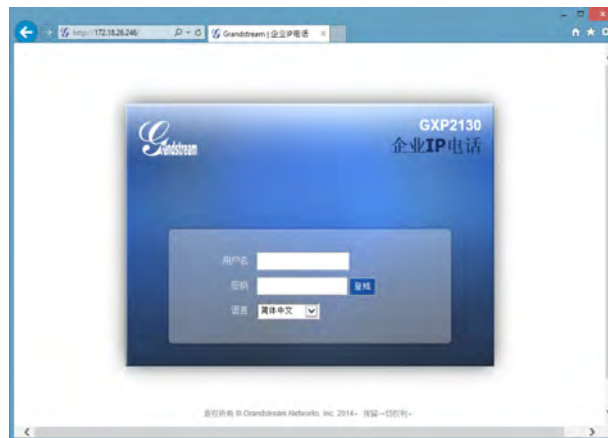 http://172.18.26.246/
Grandstream | 企业IP电话
Grandstream
GXP2130
企业IP电话
用户名
密码
登陆
语言
简体中文
版权所有 © Grandstream Networks, Inc. 2014。 保留一切权利。